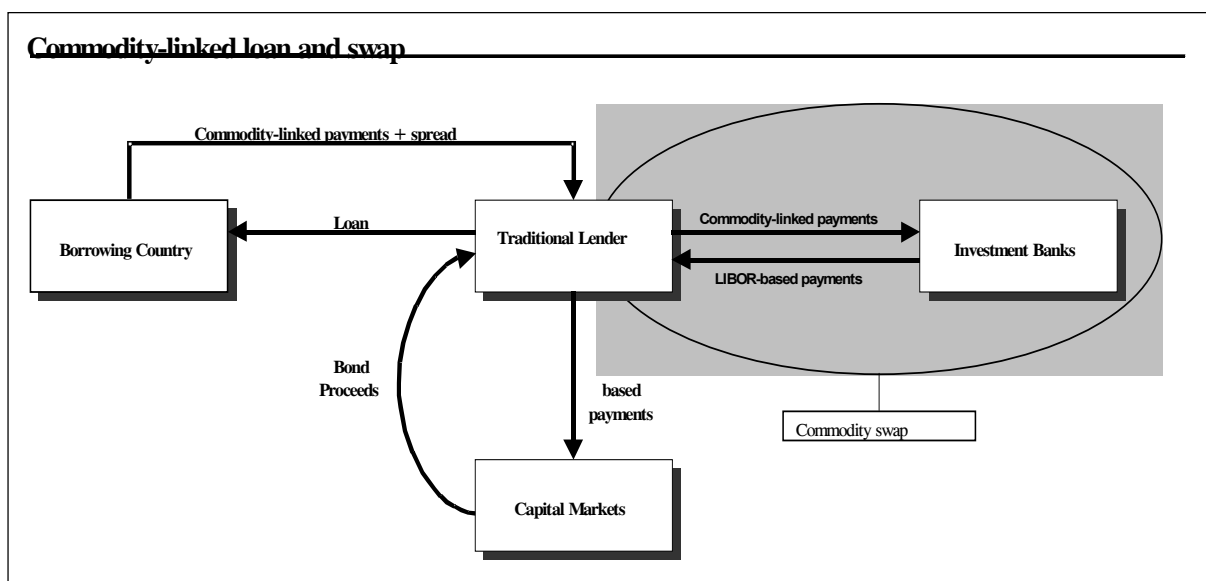 Commodity-linked loan and swap
Commodity-linked payments + spread
Borrowing Country
Loan
Traditional Lender
Commodity-linked payments
LIBOR-based payments
Investment Banks
Bond
Proceeds
based
payments
Commodity swap
Capital Markets